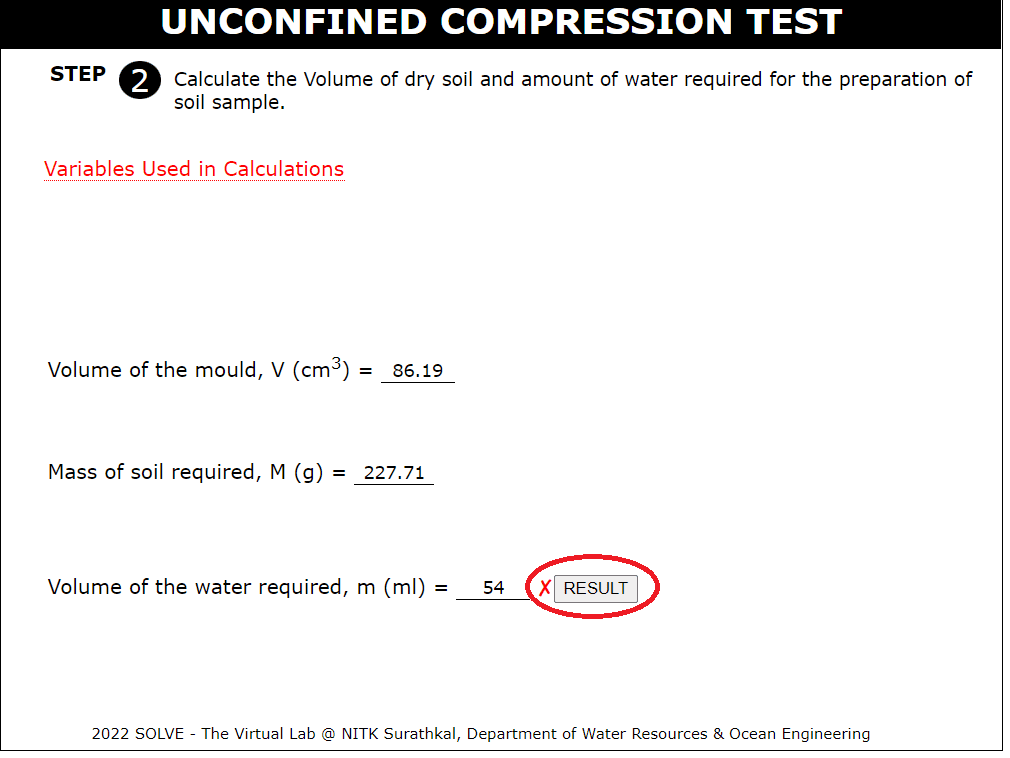 UNCONFINED COMPRESSION TEST
STEP 2 Calculate the Volume of dry soil and amount of water required for the preparation of
soil sample.
Variables Used in Calculations
Volume of the mould, V (cm³) = 86.19
Mass of soil required, M (g) = 227.71
Volume of the water required, m (ml) = 54 ✗ RESULT
2022 SOLVE - The Virtual Lab @ NITK Surathkal, Department of Water Resources & Ocean Engineering